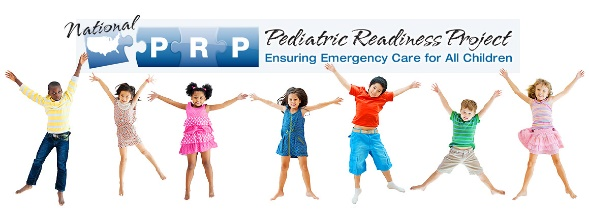 National
PRP
Pediatric Readiness Project
Ensuring Emergency Care for All Children